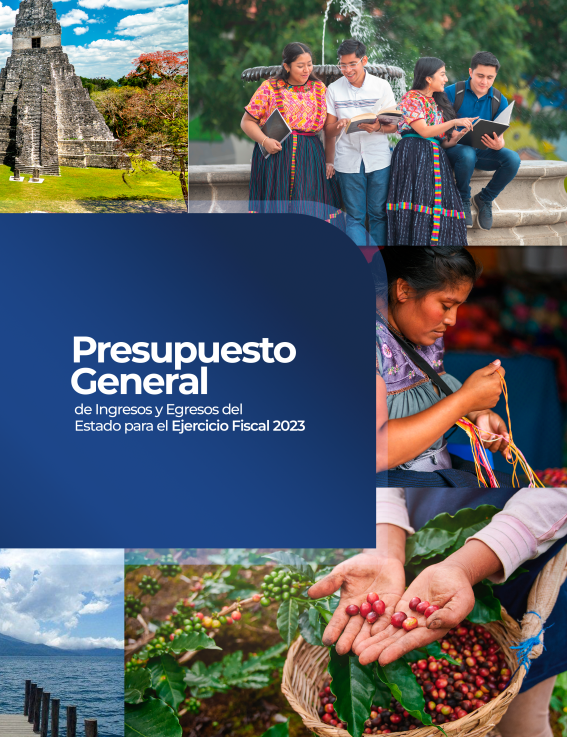 Presupuesto
General
de Ingresos y Egresos del
Estado para el Ejercicio Fiscal 2023